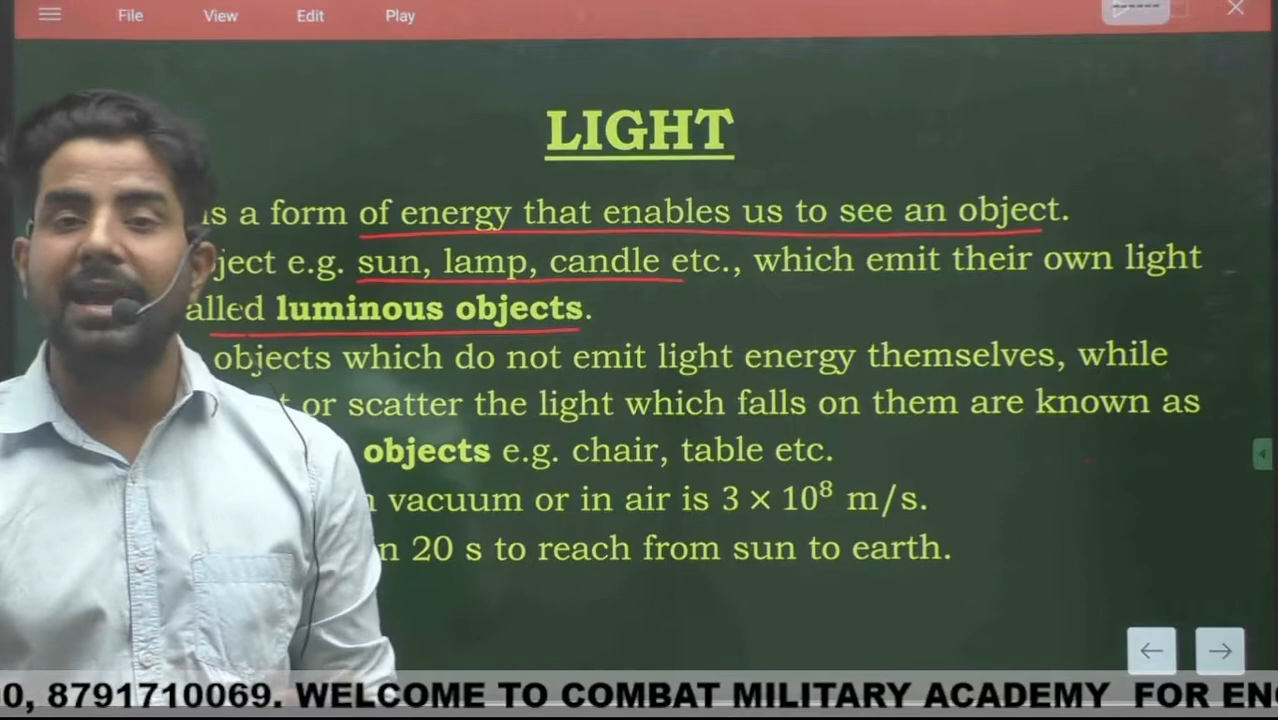 File View Edit Play
LIGHT
is a form of energy that enables us to see an object.
ject e.g. sun, lamp, candle etc., which emit their own light
alled luminous objects.
objects which do not emit light energy themselves, while
t or scatter the light which falls on them are known as
objects e.g. chair, table etc.
n vacuum or in air is 3 × 10⁸ m/s.
n 20 s to reach from sun to earth.
0, 8791710069. WELCOME TO COMBAT MILITARY ACADEMY FOR EN